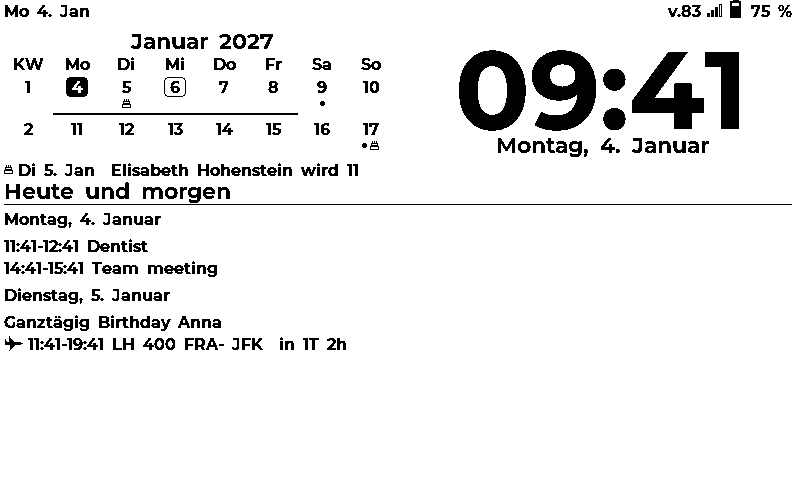 Mo 4. Jan
v.83 75 %
Januar 2027
KW Mo Di Mi Do Fr Sa So
1 4 5 6 7 8 9 10
2 11 12 13 14 15 16 17
09:41
Montag, 4. Januar
Di 5. Jan Elisabeth Hohenstein wird 11
Heute und morgen
Montag, 4. Januar
11:41-12:41 Dentist
14:41-15:41 Team meeting
Dienstag, 5. Januar
Ganztägig Birthday Anna
11:41-19:41 LH 400 FRA- JFK in 1T 2h